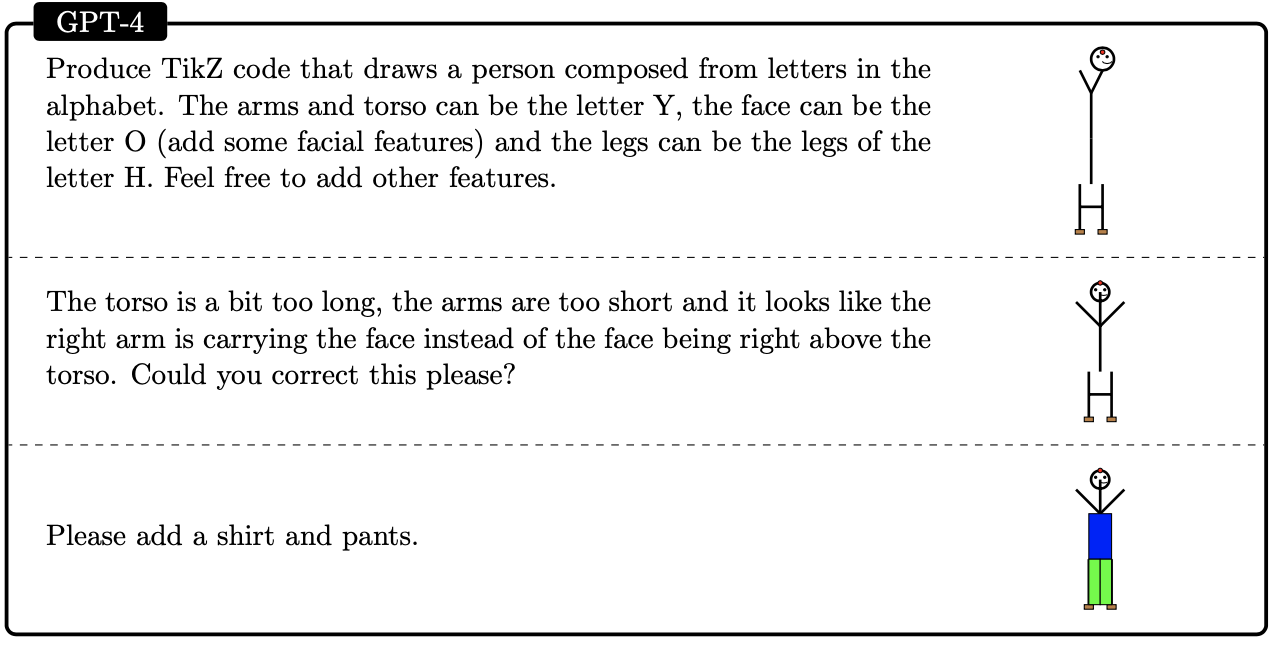 GPT-4
Produce TikZ code that draws a person composed from letters in the
alphabet. The arms and torso can be the letter Y, the face can be the
letter O (add some facial features) and the legs can be the legs of the
letter H. Feel free to add other features.
The torso is a bit too long, the arms are too short and it looks like the
right arm is carrying the face instead of the face being right above the
torso. Could you correct this please?
Please add a shirt and pants.